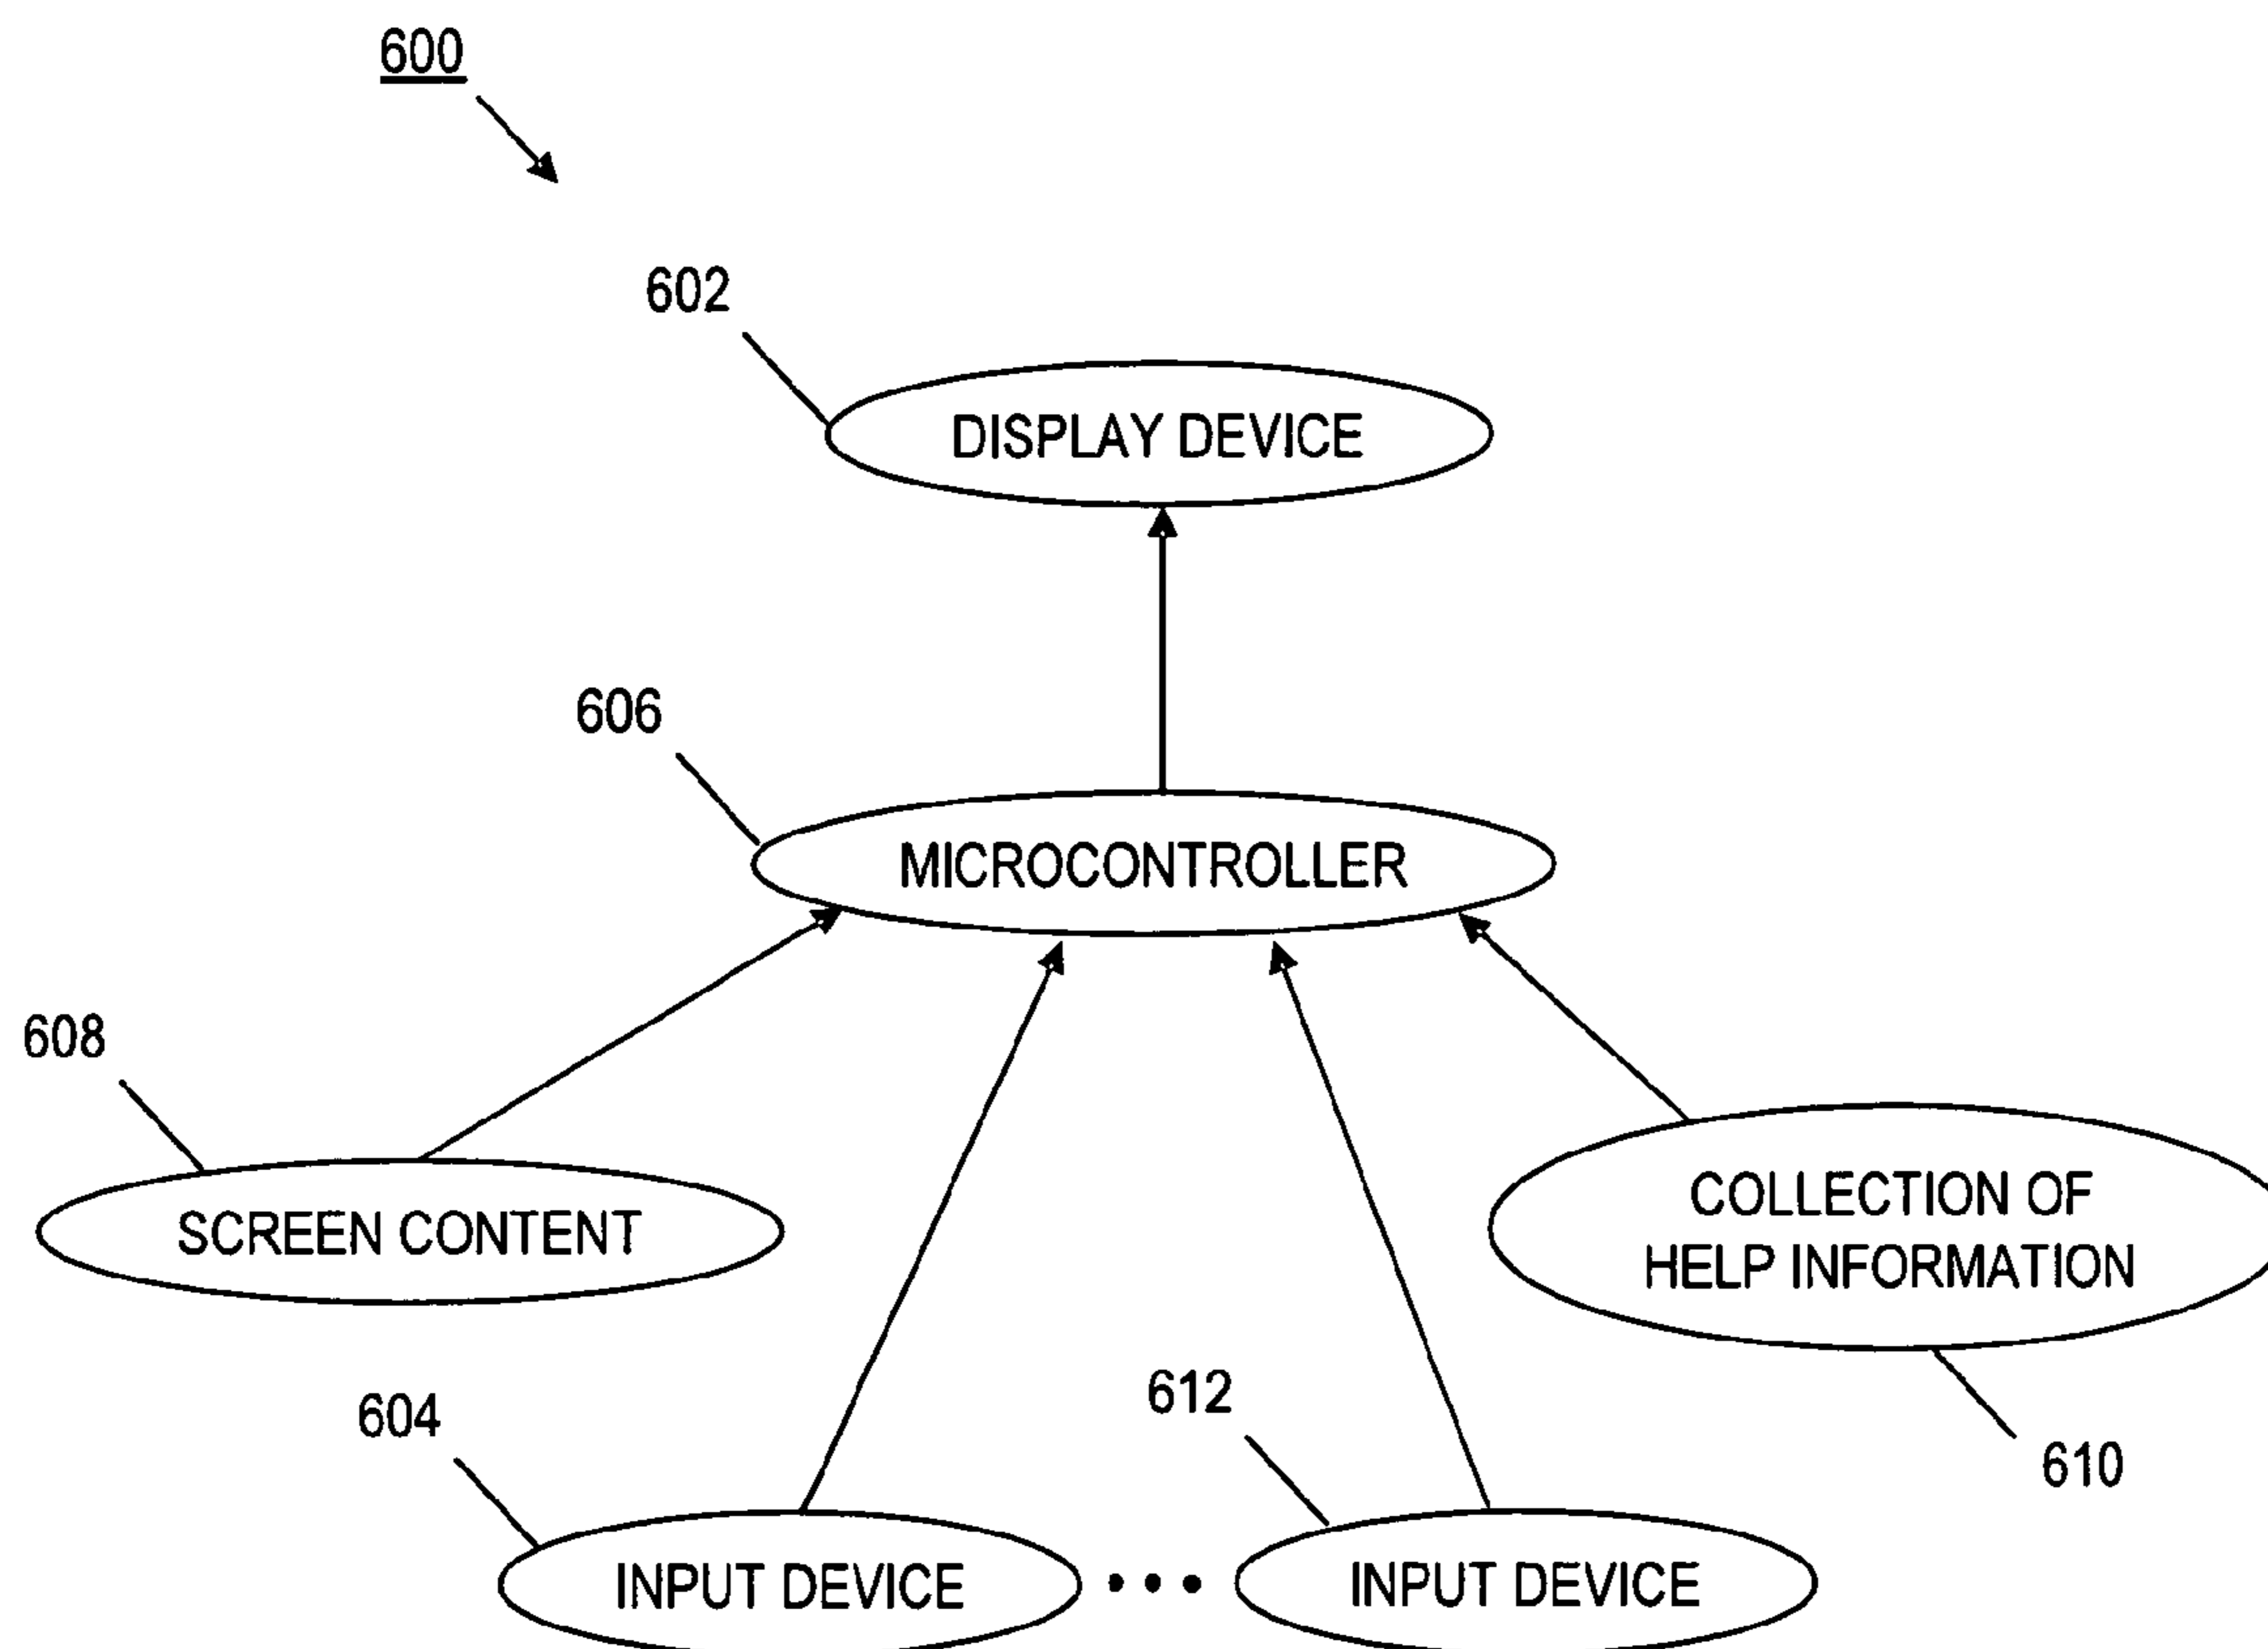 600
602
DISPLAY DEVICE
606
MICROCONTROLLER
608
SCREEN CONTENT
COLLECTION OF
HELP INFORMATION
604
612
610
INPUT DEVICE
INPUT DEVICE